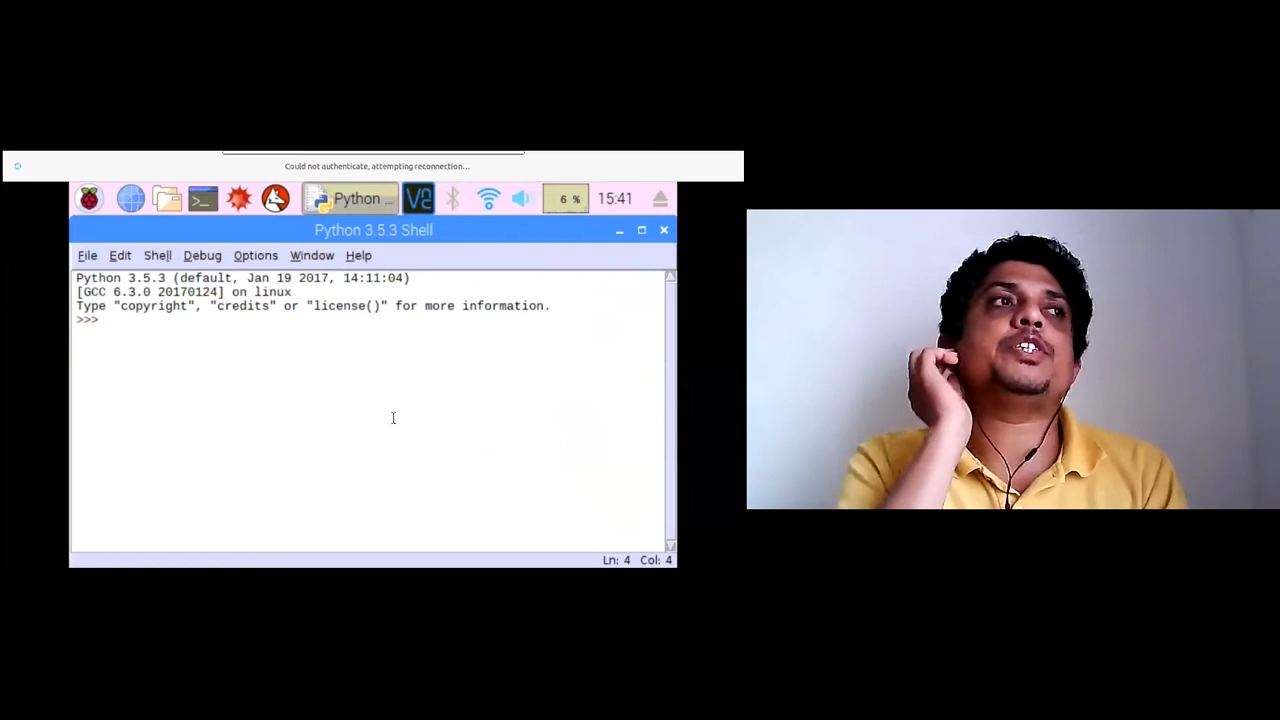 Could not authenticate, attempting reconnection...
Python ... 6 % 15:41
Python 3.5.3 Shell
File Edit Shell Debug Options Window Help
Python 3.5.3 (default, Jan 19 2017, 14:11:04)
[GCC 6.3.0 20170124] on linux
Type "copyright", "credits" or "license()" for more information.
>>>
Ln: 4 Col: 4